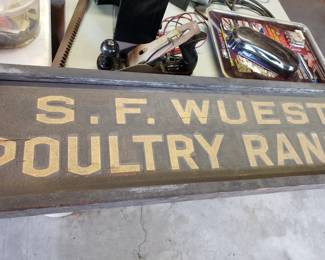 S. F. WUEST
POULTRY RAN